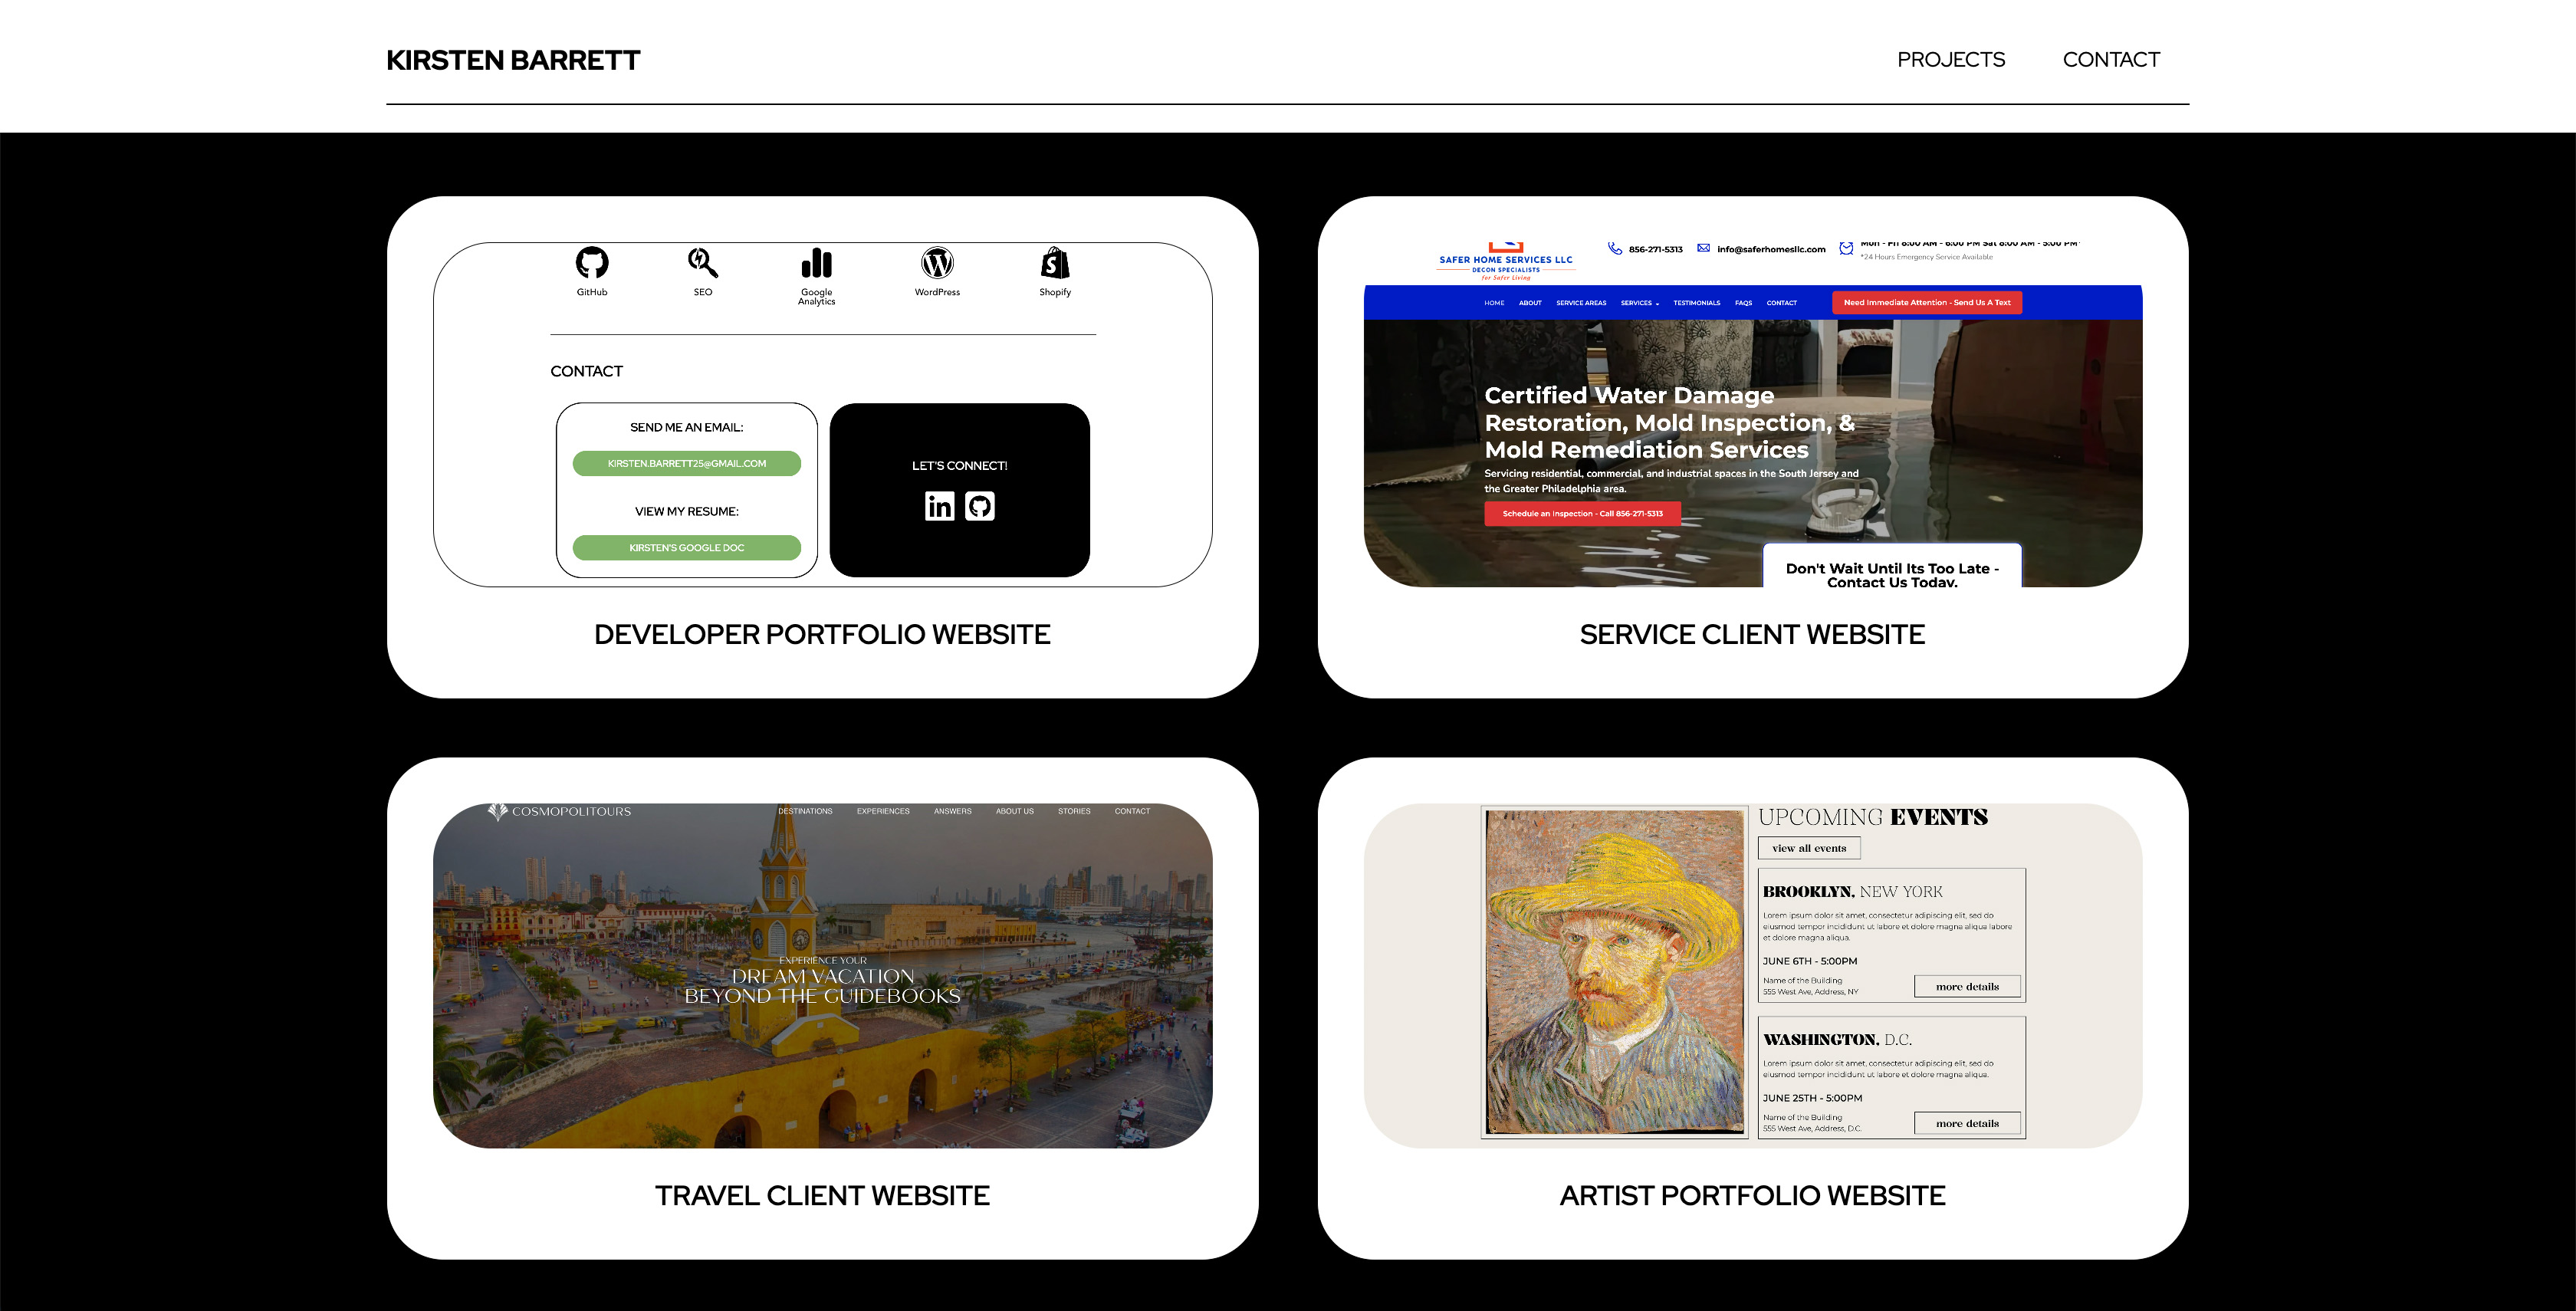 KIRSTEN BARRETT
PROJECTS
CONTACT
GitHub
SEO
Google
Analytics
WordPress
Shopify
CONTACT
SEND ME AN EMAIL:
KIRSTEN.BARRETT25@GMAIL.COM
VIEW MY RESUME:
KIRSTEN'S GOOGLE DOC
LET'S CONNECT!
in
DEVELOPER PORTFOLIO WEBSITE
SAFER HOME SERVICES LLC
DECON SPECIALISTS
for Safer Living
856-271-5313
info@saferhomesllc.com
Mon - Fri 8:00 AM - 6:00 PM Sat 8:00 AM - 5:00 PM*
*24 Hours Emergency Service Available
HOME ABOUT SERVICE AREAS SERVICES TESTIMONIALS FAQS CONTACT
Need Immediate Attention - Send Us A Text
Certified Water Damage
Restoration, Mold Inspection, &
Mold Remediation Services
Servicing residential, commercial, and industrial spaces in the South Jersey and
the Greater Philadelphia area.
Schedule an Inspection - Call 856-271-5313
Don't Wait Until Its Too Late -
Contact Us Today.
SERVICE CLIENT WEBSITE
COSMOPOLITOURS
DESTINATIONS EXPERIENCES ANSWERS ABOUT US STORIES CONTACT
EXPERIENCE YOUR
DREAM VACATION
BEYOND THE GUIDEBOOKS
TRAVEL CLIENT WEBSITE
UPCOMING EVENTS
view all events
BROOKLYN, NEW YORK
Lorem ipsum dolor sit amet, consectetur adipiscing elit, sed do
eiusmod tempor incididunt ut labore et dolore magna aliqua labore
et dolore magna aliqua.
JUNE 6TH - 5:00PM
Name of the Building
555 West Ave, Address, NY
more details
WASHINGTON, D.C.
Lorem ipsum dolor sit amet, consectetur adipiscing elit, sed do
eiusmod tempor incididunt ut labore et dolore magna aliqua.
JUNE 25TH - 5:00PM
Name of the Building
555 West Ave, Address, D.C.
more details
ARTIST PORTFOLIO WEBSITE